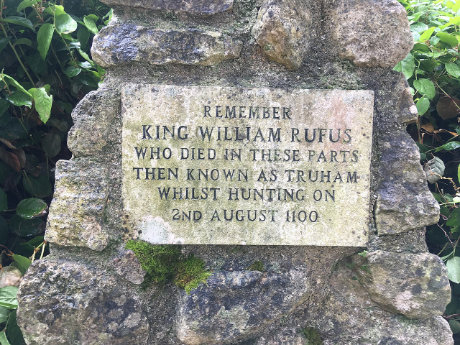 REMEMBER
KING WILLIAM RUFUS
WHO DIED IN THESE PARTS
THEN KNOWN AS TRUHAM
WHILST HUNTING ON
2ND AUGUST 1100